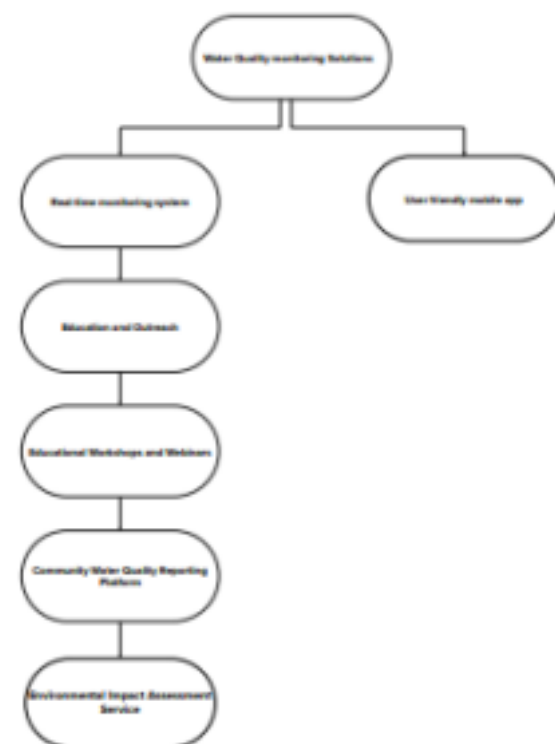 Water Quality monitoring Solutions
Real-time monitoring system
User friendly mobile app
Education and Outreach
Educational Workshops and Webinars
Community Water Quality Reporting
Platform
Environmental Impact Assessment
Service